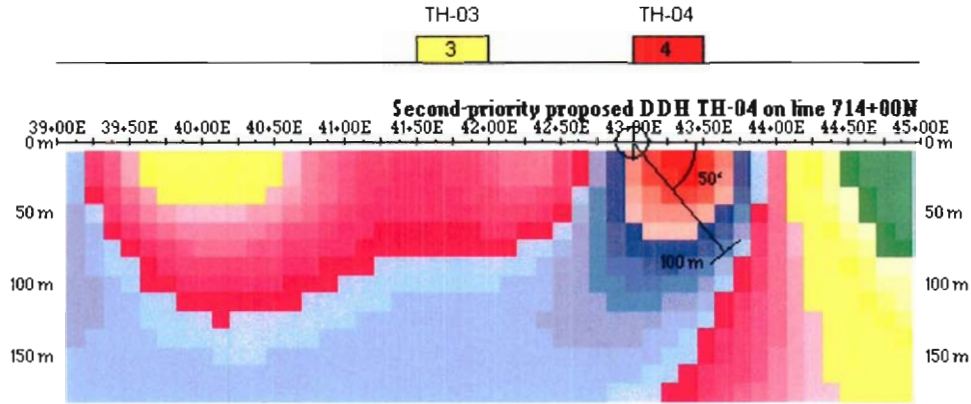 TH-03 TH-04
3 4
Second-priority proposed DDH TH-04 on line 714+00N
39+00E 39+50E 40+00E 40+50E 41+00E 41+50E 42+00E 42+50E 43+00E 43+50E 44+00E 44+50E 45+00E
0 m 0 m
50°
50 m 50 m
100 m
100 m 100 m
150 m 150 m